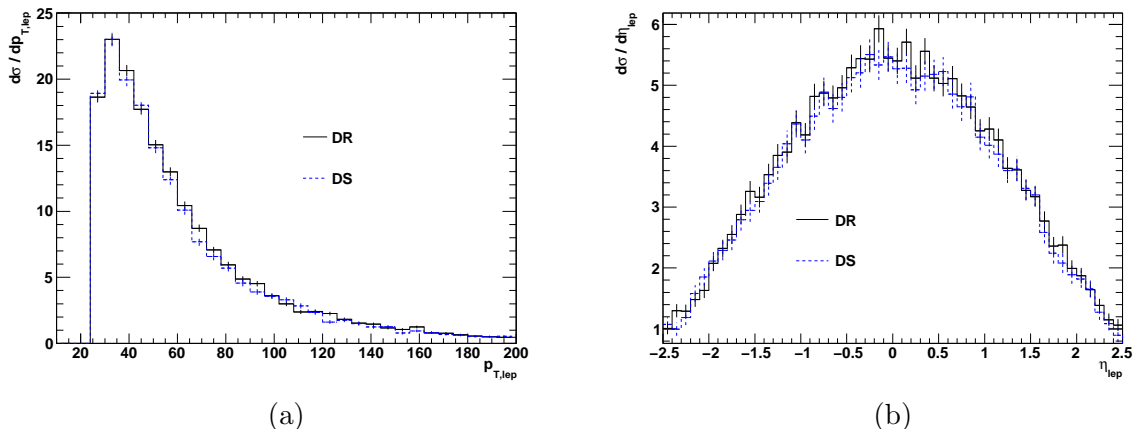 dσ / dp_T,lep
25
20
15
10
5
0
20 40 60 80 100 120 140 160 180 200
p_T,lep
DR
DS
(a)
dσ / dη_lep
6
5
4
3
2
1
−2.5 −2 −1.5 −1 −0.5 0 0.5 1 1.5 2 2.5
η_lep
DR
DS
(b)